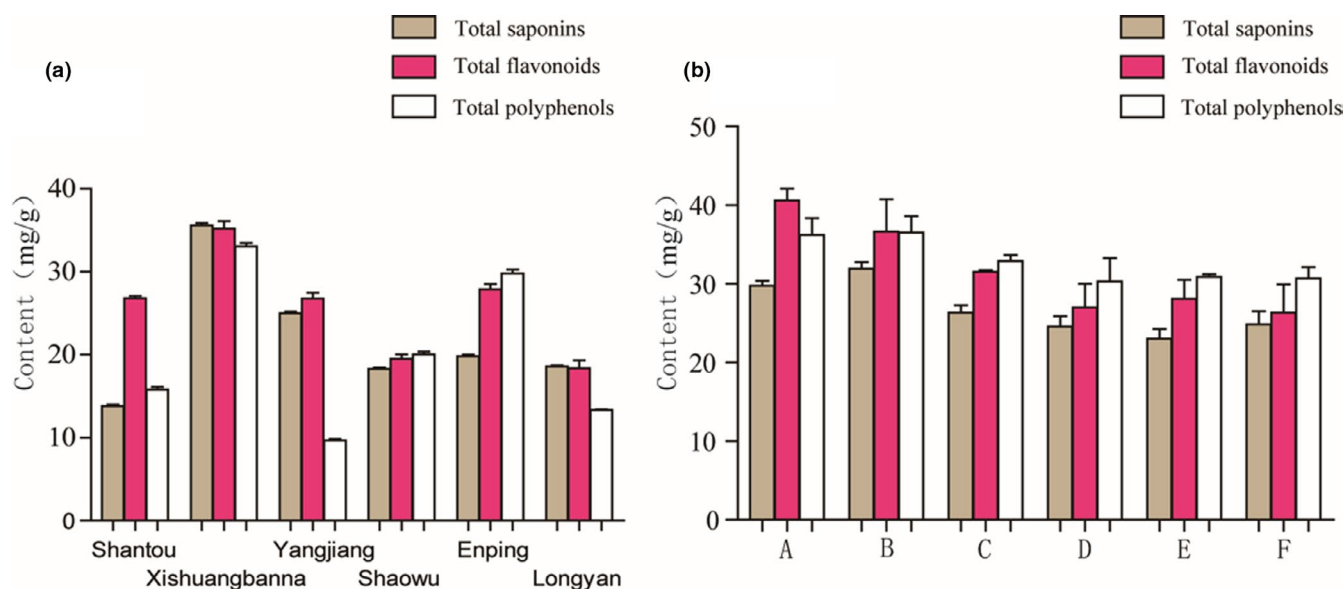 (a)
Total saponins
Total flavonoids
Total polyphenols
Content (mg/g)
40
30
20
10
0
Shantou
Xishuangbanna
Yangjiang
Shaowu
Enping
Longyan
(b)
Total saponins
Total flavonoids
Total polyphenols
Content (mg/g)
50
40
30
20
10
0
A B C D E F